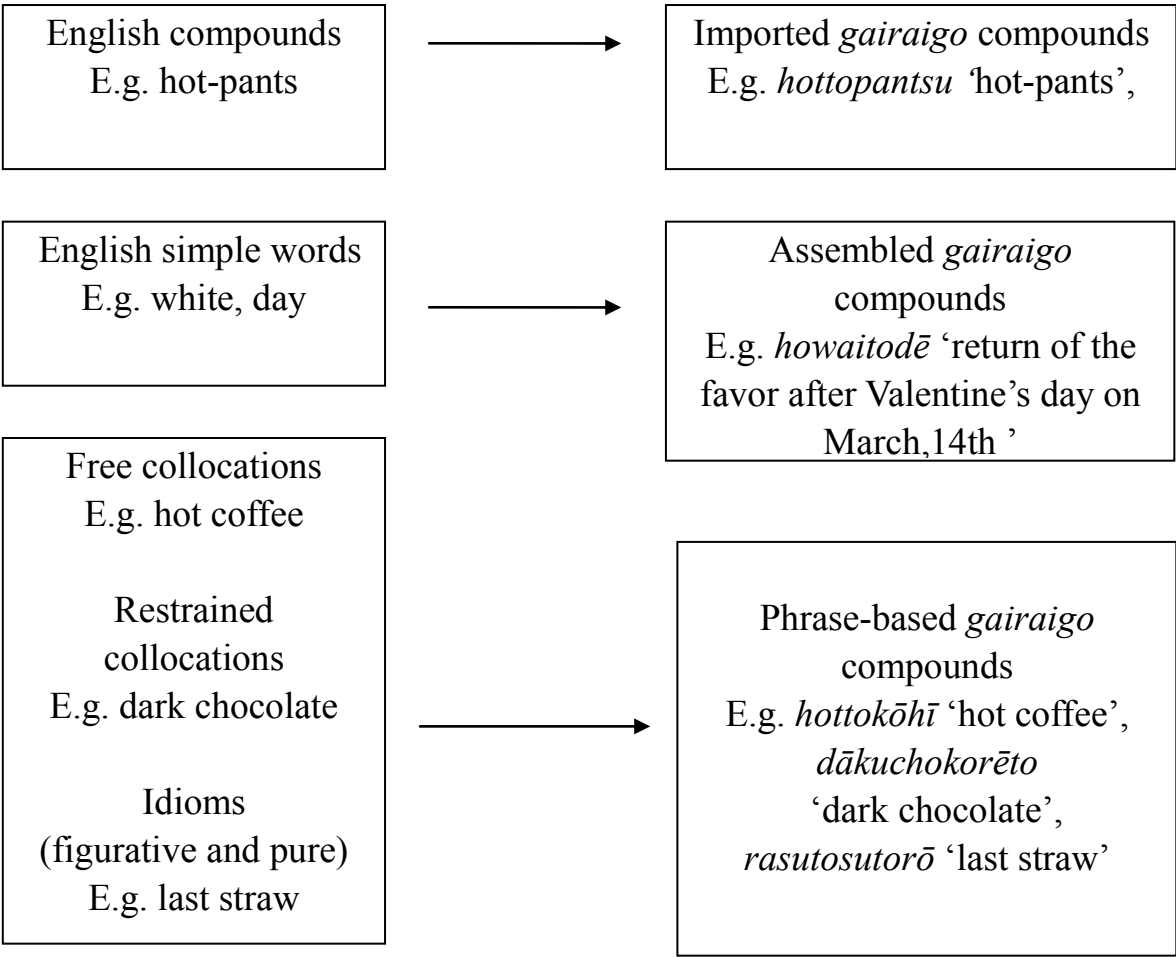 English compounds
E.g. hot-pants
Imported gairaigo compounds
E.g. hottopantsu ‘hot-pants’,
English simple words
E.g. white, day
Assembled gairaigo
compounds
E.g. howaitodē ‘return of the
favor after Valentine’s day on
March,14th ’
Free collocations
E.g. hot coffee
Restrained
collocations
E.g. dark chocolate
Idioms
(figurative and pure)
E.g. last straw
Phrase-based gairaigo
compounds
E.g. hottokōhī ‘hot coffee’,
dākuchokorēto
‘dark chocolate’,
rasutosutorō ‘last straw’